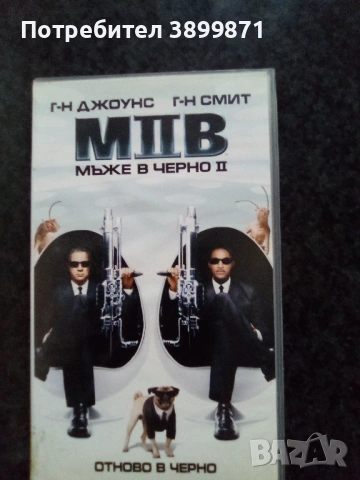 Потребител 3899871
Г-Н ДЖОУНС Г-Н СМИТ
MIIB
МЪЖЕ В ЧЕРНО II
ОТНОВО В ЧЕРНО
BAZAR